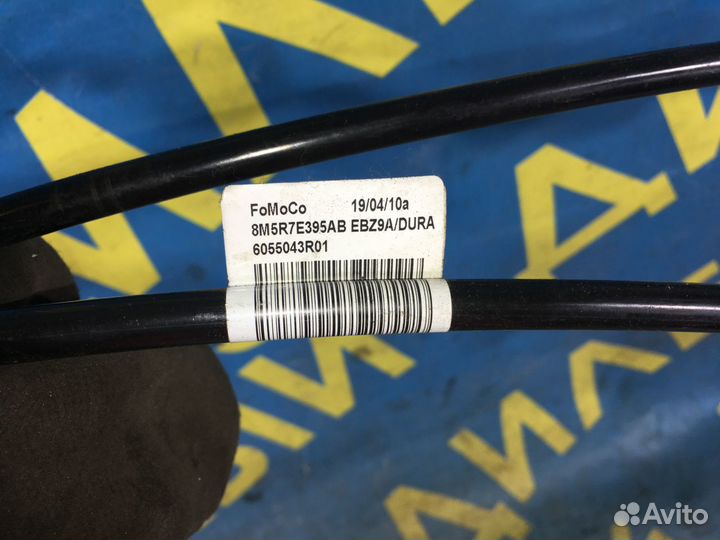 FoMoCo 19/04/10a
8M5R7E395AB EBZ9A/DURA
6055043R01
Avito